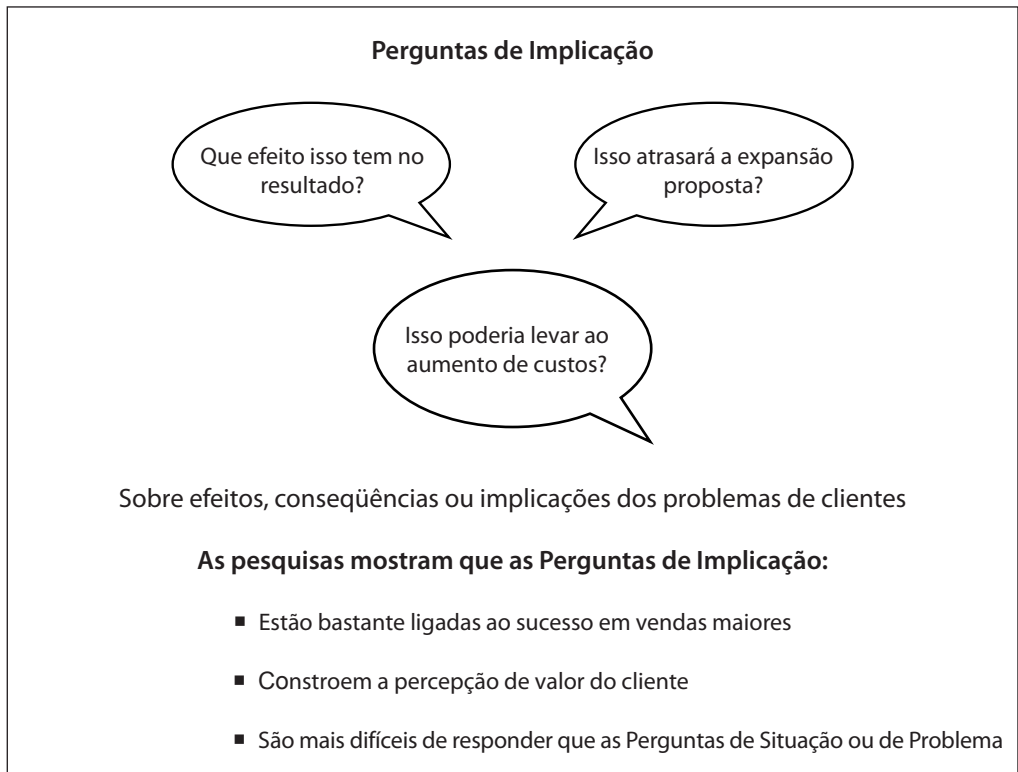 Perguntas de Implicação
Que efeito isso tem no
resultado?
Isso atrasará a expansão
proposta?
Isso poderia levar ao
aumento de custos?
Sobre efeitos, conseqüências ou implicações dos problemas de clientes
As pesquisas mostram que as Perguntas de Implicação:
▪ Estão bastante ligadas ao sucesso em vendas maiores
▪ Constroem a percepção de valor do cliente
▪ São mais difíceis de responder que as Perguntas de Situação ou de Problema